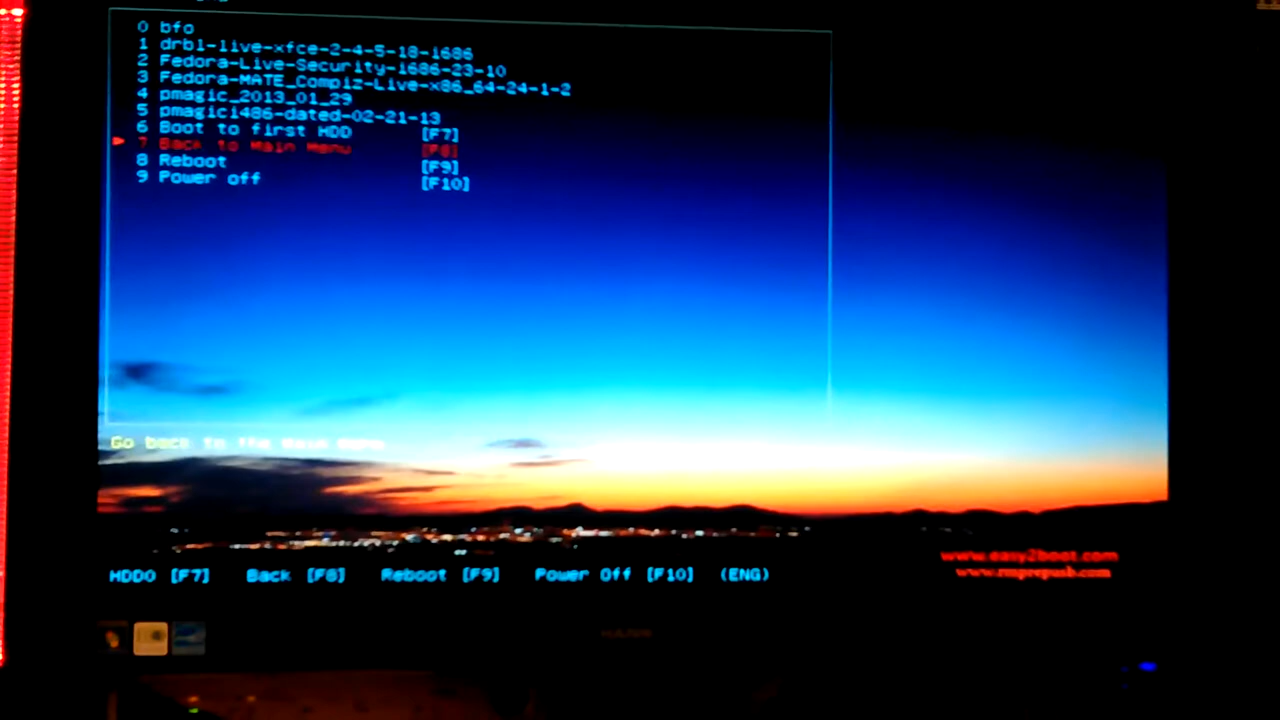 0 bfo
1 drbl-live-xfce-2-4-5-18-i686
2 Fedora-Live-Security-i686-23-10
3 Fedora-MATE_Compiz-Live-x86_64-24-1-2
4 pmagic_2013_01_29
5 pmagici486-dated-02-21-13
6 Boot to first HDD [F7]
7 Back to Main Menu [F8]
8 Reboot [F9]
9 Power off [F10]
Go back to the Main Menu
HDD0 [F7] Back [F8] Reboot [F9] Power Off [F10] (ENG)
www.easy2boot.com
www.rmprepusb.com